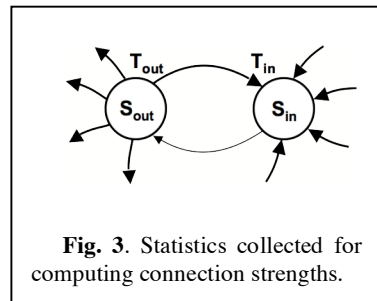 T_out T_in
S_out S_in
Fig. 3. Statistics collected for
computing connection strengths.